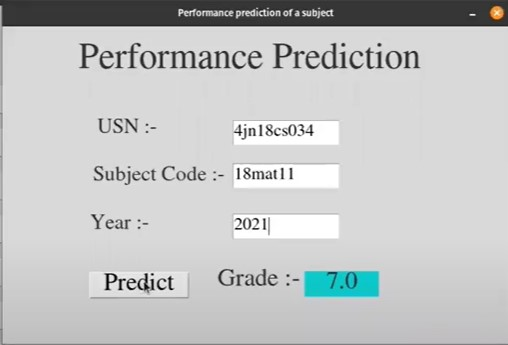 Performance prediction of a subject
Performance Prediction
USN :- 4jn18cs034
Subject Code :- 18mat11
Year :- 2021
Predict Grade :- 7.0